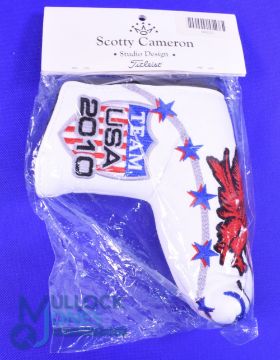 Scotty Cameron
Studio Design
Titleist
TEAM
USA
2010
MULLOCK